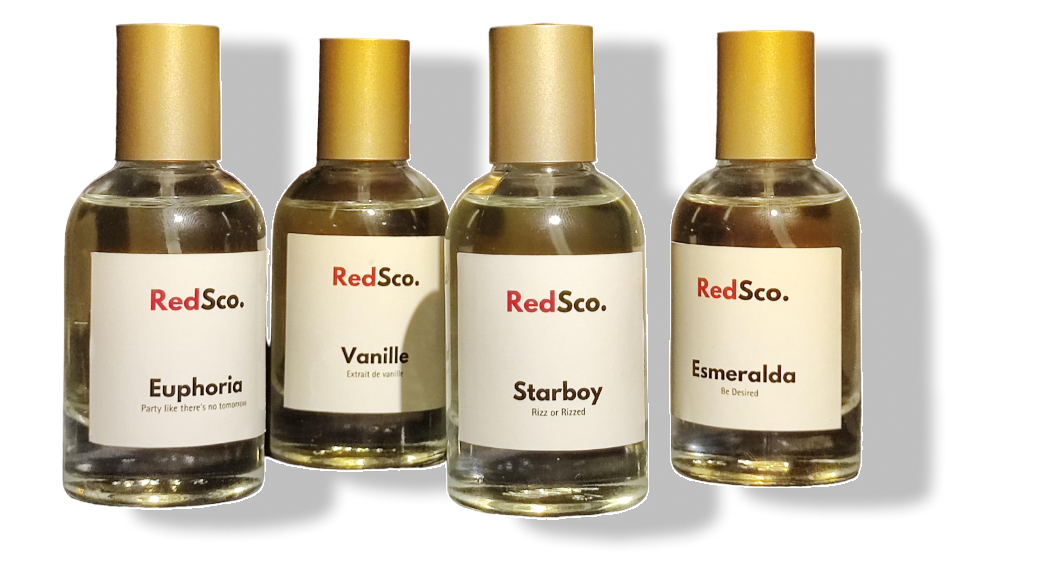 RedSco.
Euphoria
Party like there's no tomorrow
RedSco.
Vanille
Extrait de vanille
RedSco.
Starboy
Rizz or Rizzed
RedSco.
Esmeralda
Be Desired